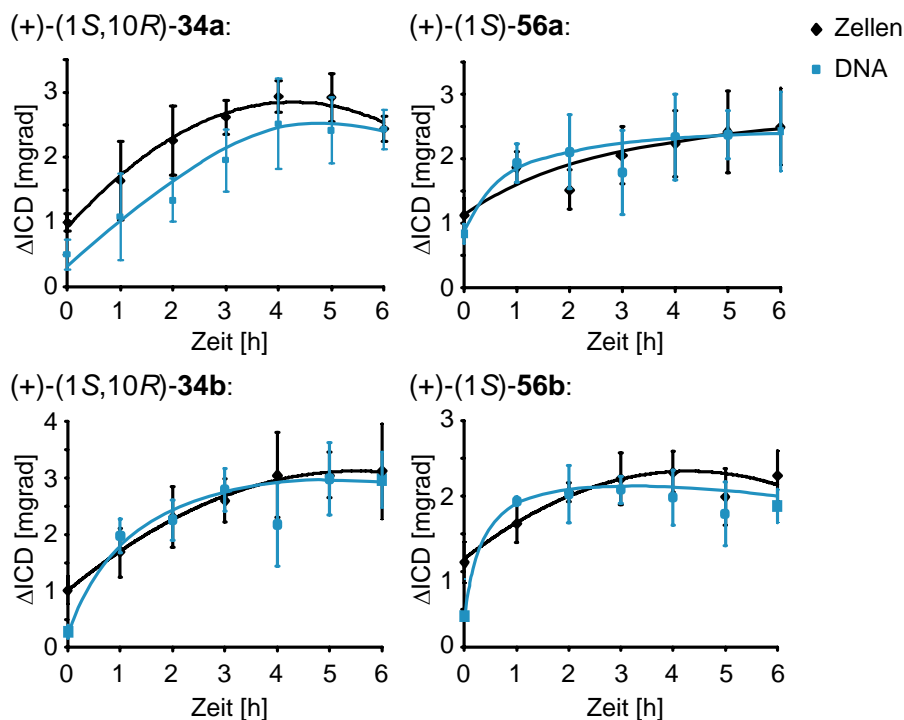 (+)-(1S,10R)-34a:
ΔICD [mgrad]
3
2
1
0
0 1 2 3 4 5 6
Zeit [h]
(+)-(1S)-56a:
ΔICD [mgrad]
3
2
1
0
0 1 2 3 4 5 6
Zeit [h]
Zellen
DNA
(+)-(1S,10R)-34b:
ΔICD [mgrad]
4
3
2
1
0
0 1 2 3 4 5 6
Zeit [h]
(+)-(1S)-56b:
ΔICD [mgrad]
3
2
1
0
0 1 2 3 4 5 6
Zeit [h]